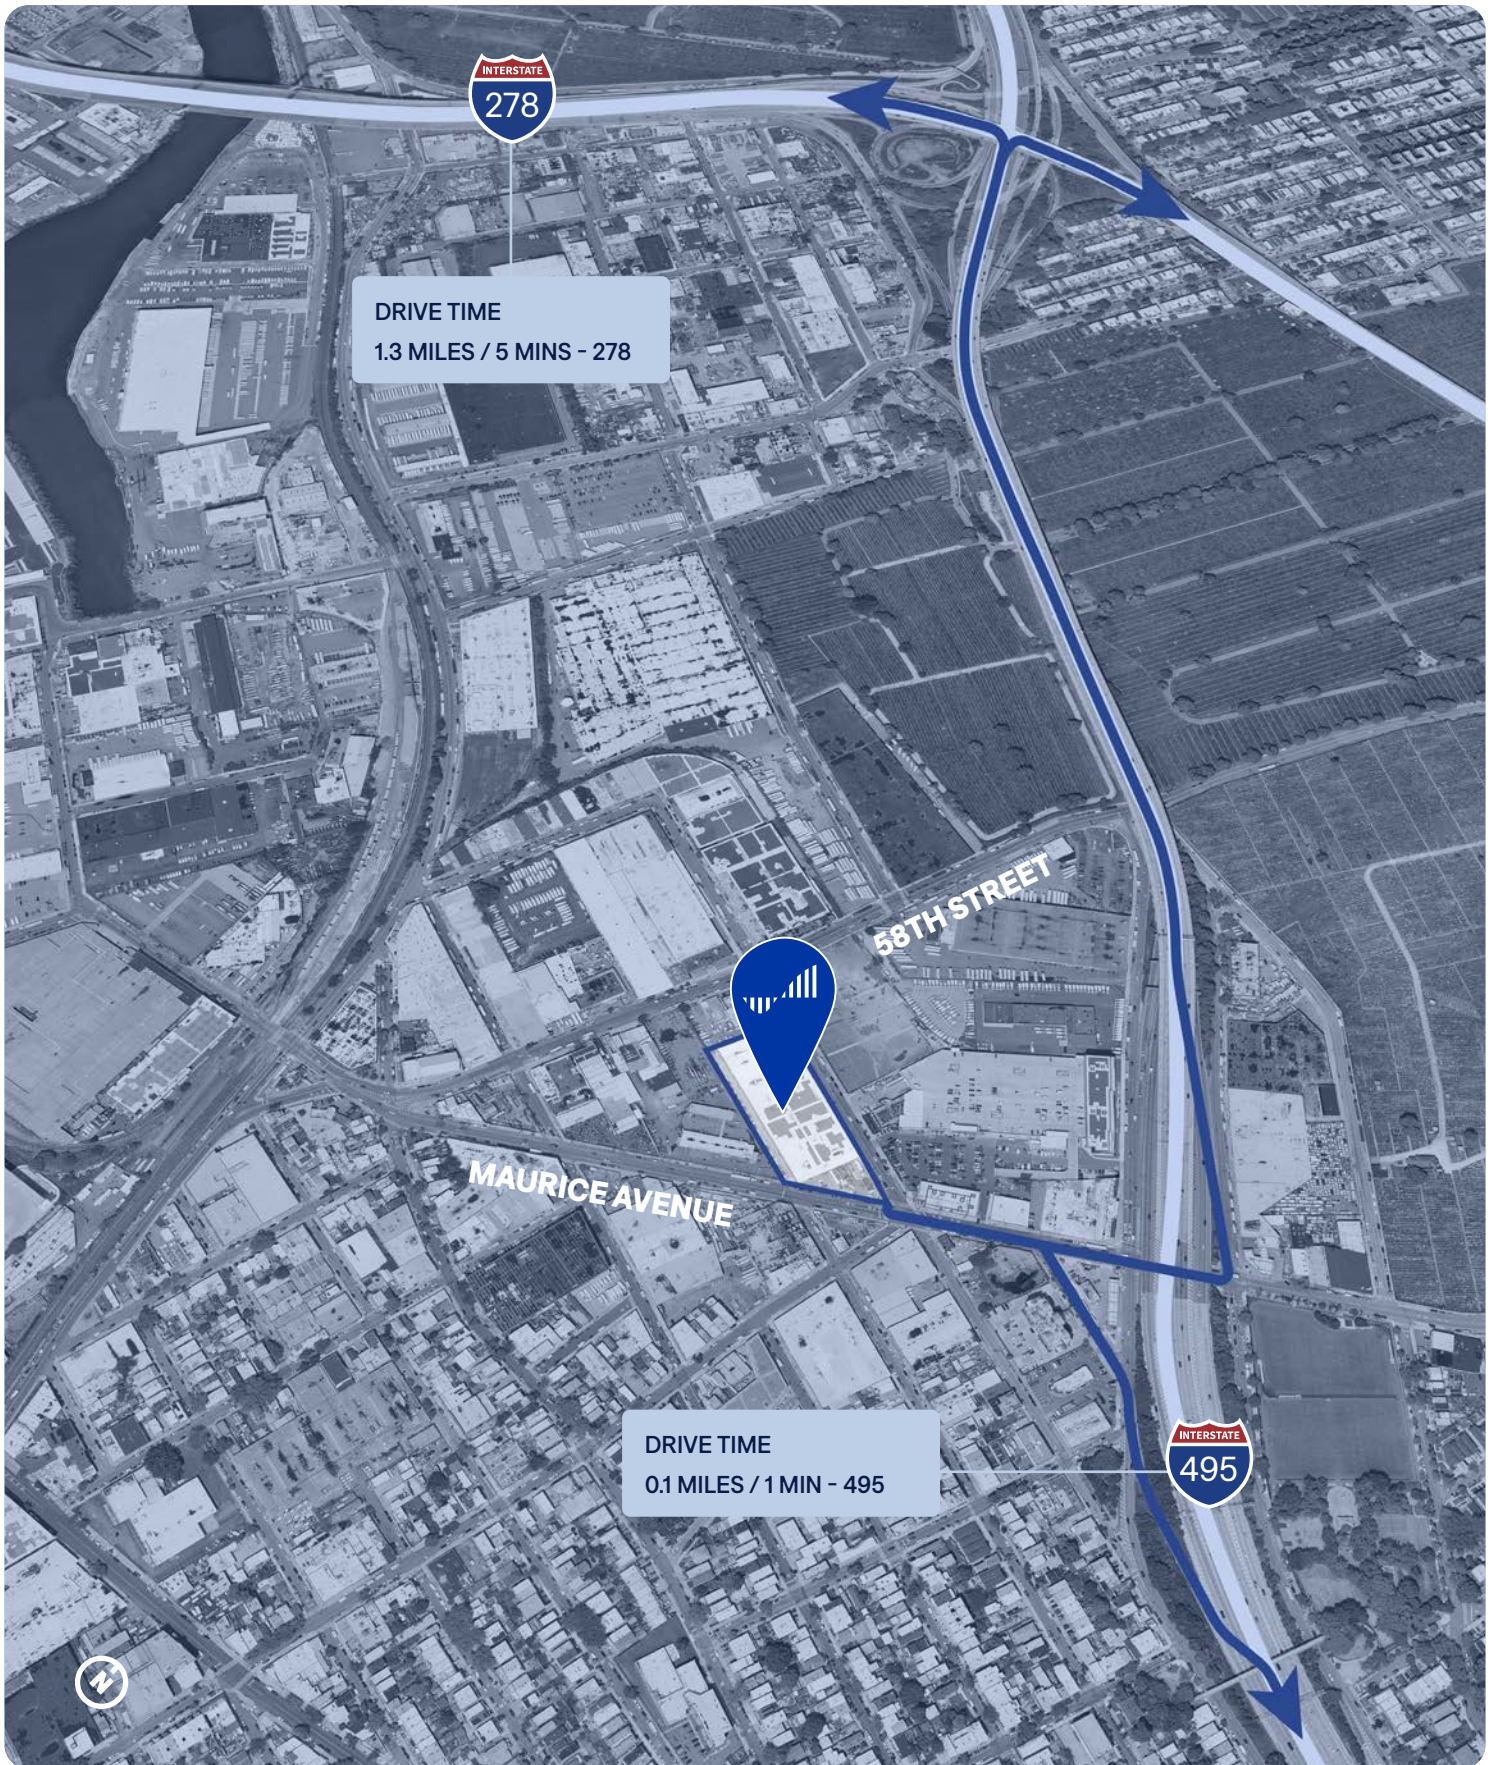 INTERSTATE
278
DRIVE TIME
1.3 MILES / 5 MINS - 278
58TH STREET
MAURICE AVENUE
DRIVE TIME
0.1 MILES / 1 MIN - 495
INTERSTATE
495
N